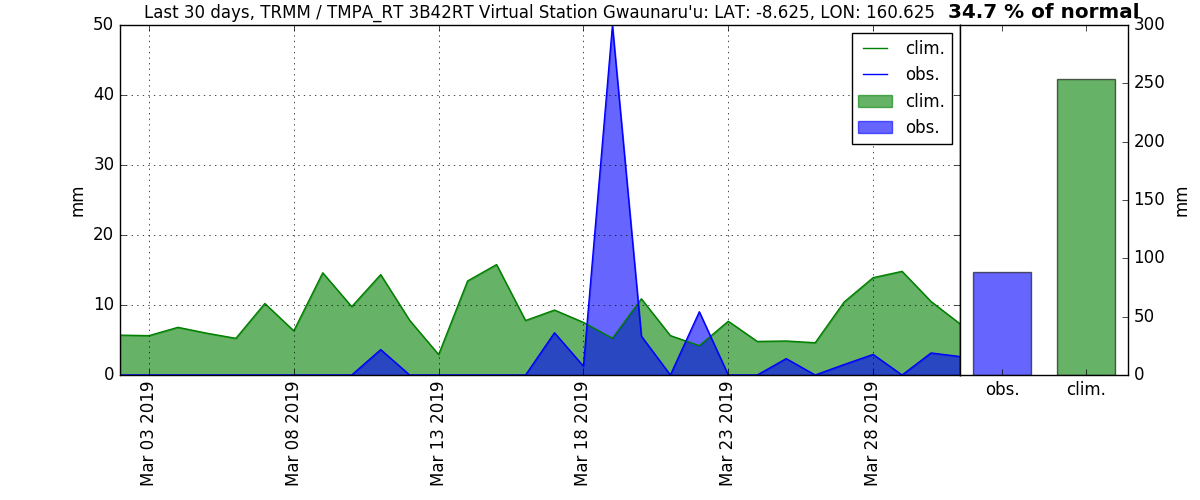 Last 30 days, TRMM / TMPA_RT 3B42RT Virtual Station Gwaunaru'u: LAT: -8.625, LON: 160.625
34.7 % of normal
50
40
30
20
10
0
mm
clim.
obs.
clim.
obs.
Mar 03 2019
Mar 08 2019
Mar 13 2019
Mar 18 2019
Mar 23 2019
Mar 28 2019
300
250
200
150
100
50
0
mm
obs.
clim.